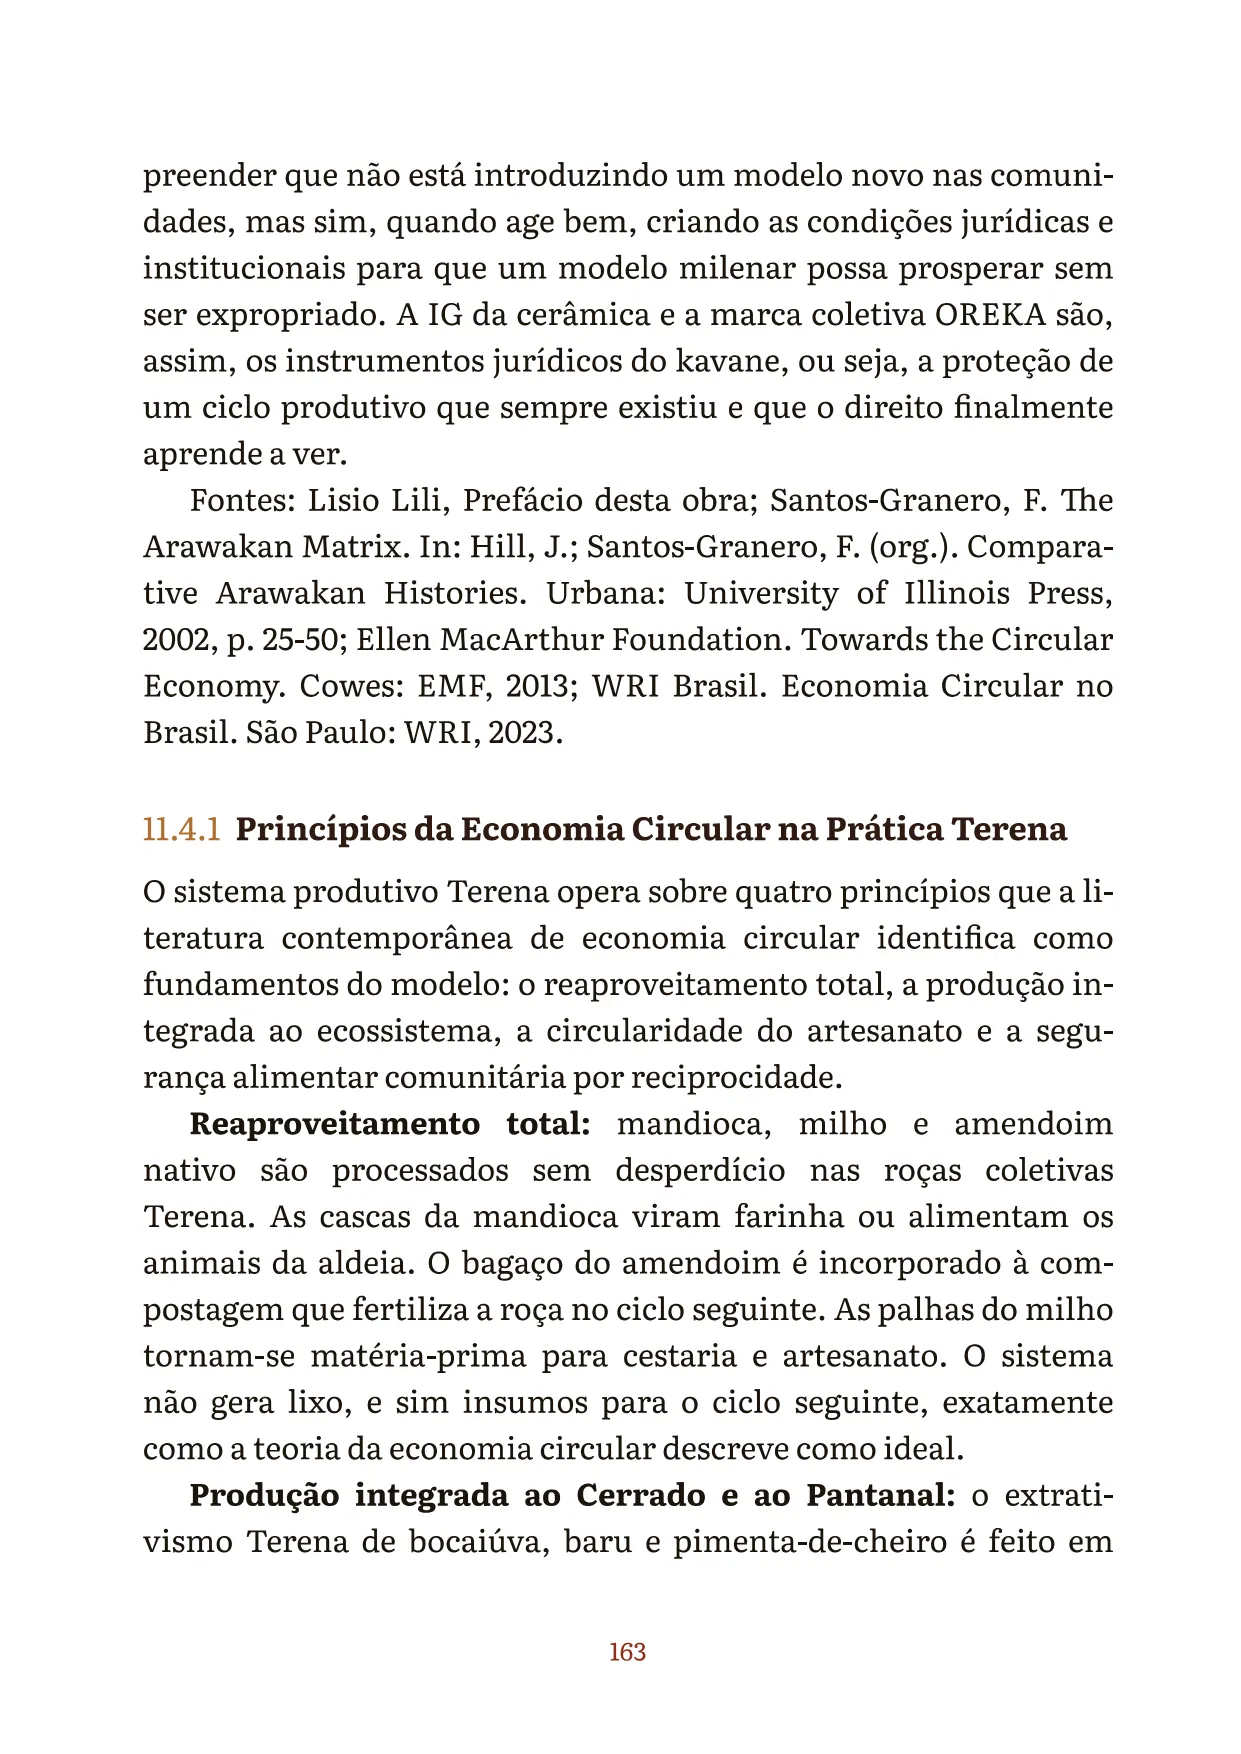 preender que não está introduzindo um modelo novo nas comuni-
dades, mas sim, quando age bem, criando as condições jurídicas e
institucionais para que um modelo milenar possa prosperar sem
ser expropriado. A IG da cerâmica e a marca coletiva OREKA são,
assim, os instrumentos jurídicos do kavane, ou seja, a proteção de
um ciclo produtivo que sempre existiu e que o direito finalmente
aprende a ver.
Fontes: Lisio Lili, Prefácio desta obra; Santos-Granero, F. The
Arawakan Matrix. In: Hill, J.; Santos-Granero, F. (org.). Compara-
tive Arawakan Histories. Urbana: University of Illinois Press,
2002, p. 25-50; Ellen MacArthur Foundation. Towards the Circular
Economy. Cowes: EMF, 2013; WRI Brasil. Economia Circular no
Brasil. São Paulo: WRI, 2023.
11.4.1 Princípios da Economia Circular na Prática Terena
O sistema produtivo Terena opera sobre quatro princípios que a li-
teratura contemporânea de economia circular identifica como
fundamentos do modelo: o reaproveitamento total, a produção in-
tegrada ao ecossistema, a circularidade do artesanato e a segu-
rança alimentar comunitária por reciprocidade.
Reaproveitamento total: mandioca, milho e amendoim
nativo são processados sem desperdício nas roças coletivas
Terena. As cascas da mandioca viram farinha ou alimentam os
animais da aldeia. O bagaço do amendoim é incorporado à com-
postagem que fertiliza a roça no ciclo seguinte. As palhas do milho
tornam-se matéria-prima para cestaria e artesanato. O sistema
não gera lixo, e sim insumos para o ciclo seguinte, exatamente
como a teoria da economia circular descreve como ideal.
Produção integrada ao Cerrado e ao Pantanal: o extrati-
vismo Terena de bocaiúva, baru e pimenta-de-cheiro é feito em
163